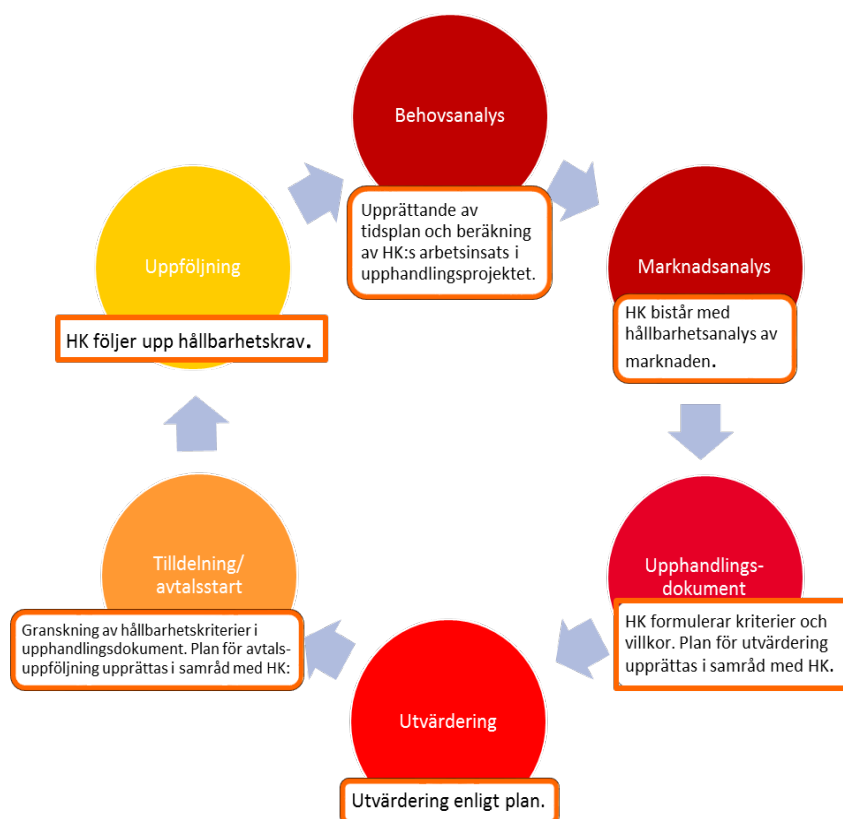 Behovsanalys
Upprättande av
tidsplan och beräkning
av HK:s arbetsinsats i
upphandlingsprojektet.
Marknadsanalys
HK bistår med
hållbarhetsanalys av
marknaden.
Upphandlings-
dokument
HK formulerar kriterier och
villkor. Plan för utvärdering
upprättas i samråd med HK.
Utvärdering
Utvärdering enligt plan.
Tilldelning/
avtalsstart
Granskning av hållbarhetskriterier i
upphandlingsdokument. Plan för avtals-
uppföljning upprättas i samråd med HK:
Uppföljning
HK följer upp hållbarhetskrav.